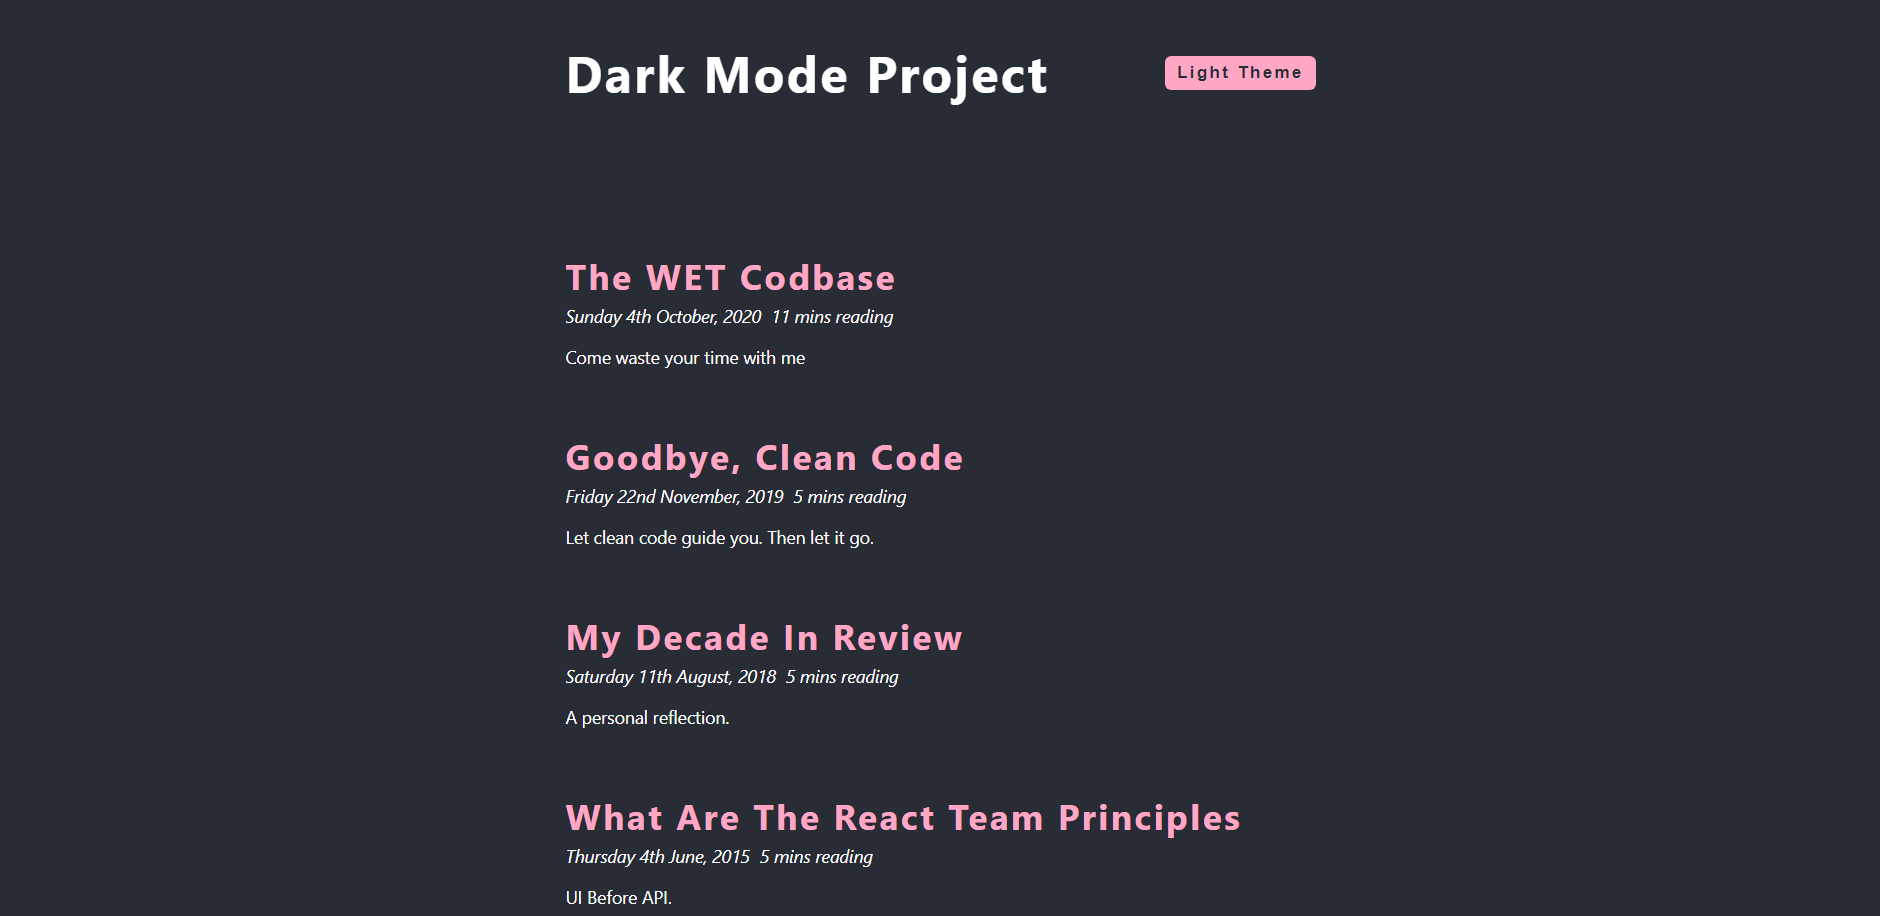 Dark Mode Project
Light Theme
The WET Codbase
Sunday 4th October, 2020 11 mins reading
Come waste your time with me
Goodbye, Clean Code
Friday 22nd November, 2019 5 mins reading
Let clean code guide you. Then let it go.
My Decade In Review
Saturday 11th August, 2018 5 mins reading
A personal reflection.
What Are The React Team Principles
Thursday 4th June, 2015 5 mins reading
UI Before API.